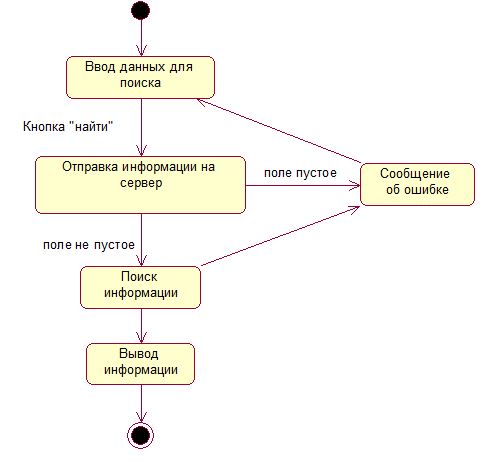 Ввод данных для
поиска
Кнопка "найти"
Отправка информации на
сервер
поле пустое
Сообщение
об ошибке
поле не пустое
Поиск
информации
Вывод
информации